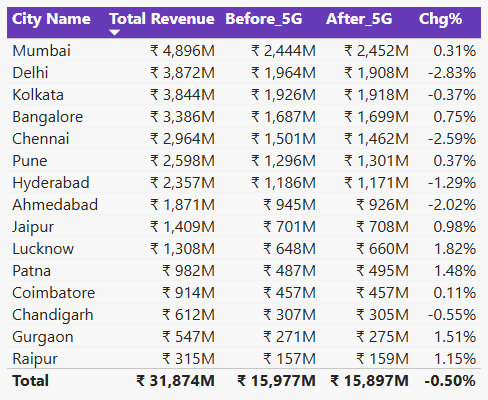 City Name Total Revenue Before_5G After_5G Chg%
Mumbai ₹ 4,896M ₹ 2,444M ₹ 2,452M 0.31%
Delhi ₹ 3,872M ₹ 1,964M ₹ 1,908M -2.83%
Kolkata ₹ 3,844M ₹ 1,926M ₹ 1,918M -0.37%
Bangalore ₹ 3,386M ₹ 1,687M ₹ 1,699M 0.75%
Chennai ₹ 2,964M ₹ 1,501M ₹ 1,462M -2.59%
Pune ₹ 2,598M ₹ 1,296M ₹ 1,301M 0.37%
Hyderabad ₹ 2,357M ₹ 1,186M ₹ 1,171M -1.29%
Ahmedabad ₹ 1,871M ₹ 945M ₹ 926M -2.02%
Jaipur ₹ 1,409M ₹ 701M ₹ 708M 0.98%
Lucknow ₹ 1,308M ₹ 648M ₹ 660M 1.82%
Patna ₹ 982M ₹ 487M ₹ 495M 1.48%
Coimbatore ₹ 914M ₹ 457M ₹ 457M 0.11%
Chandigarh ₹ 612M ₹ 307M ₹ 305M -0.55%
Gurgaon ₹ 547M ₹ 271M ₹ 275M 1.51%
Raipur ₹ 315M ₹ 157M ₹ 159M 1.15%
Total ₹ 31,874M ₹ 15,977M ₹ 15,897M -0.50%